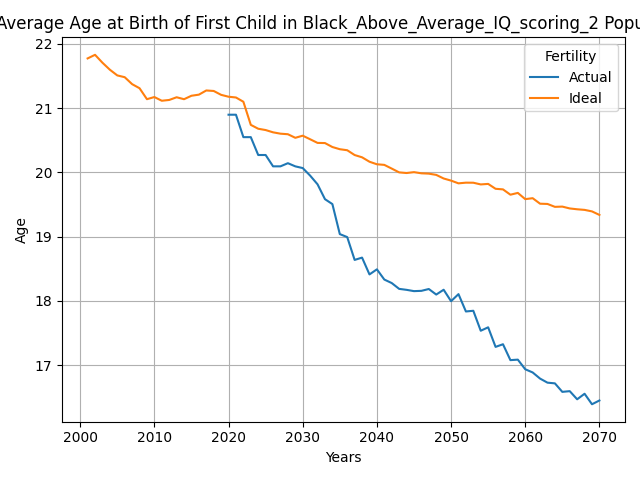 Average Age at Birth of First Child in Black_Above_Average_IQ_scoring_2
22
21
20
19
18
17
Age
Fertility
Actual
Ideal
2000 2010 2020 2030 2040 2050 2060 2070
Years